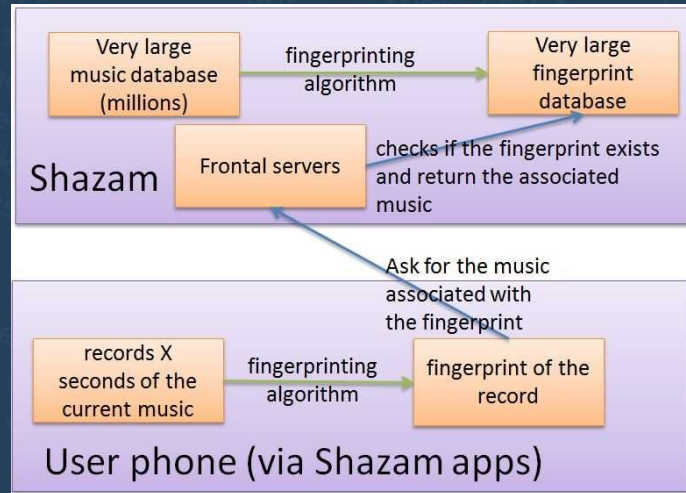 Very large
music database
(millions)
fingerprinting
algorithm
Very large
fingerprint
database
Frontal servers
checks if the fingerprint exists
and return the associated
music
Shazam
Ask for the music
associated with
the fingerprint
records X
seconds of the
current music
fingerprinting
algorithm
fingerprint of the
record
User phone (via Shazam apps)